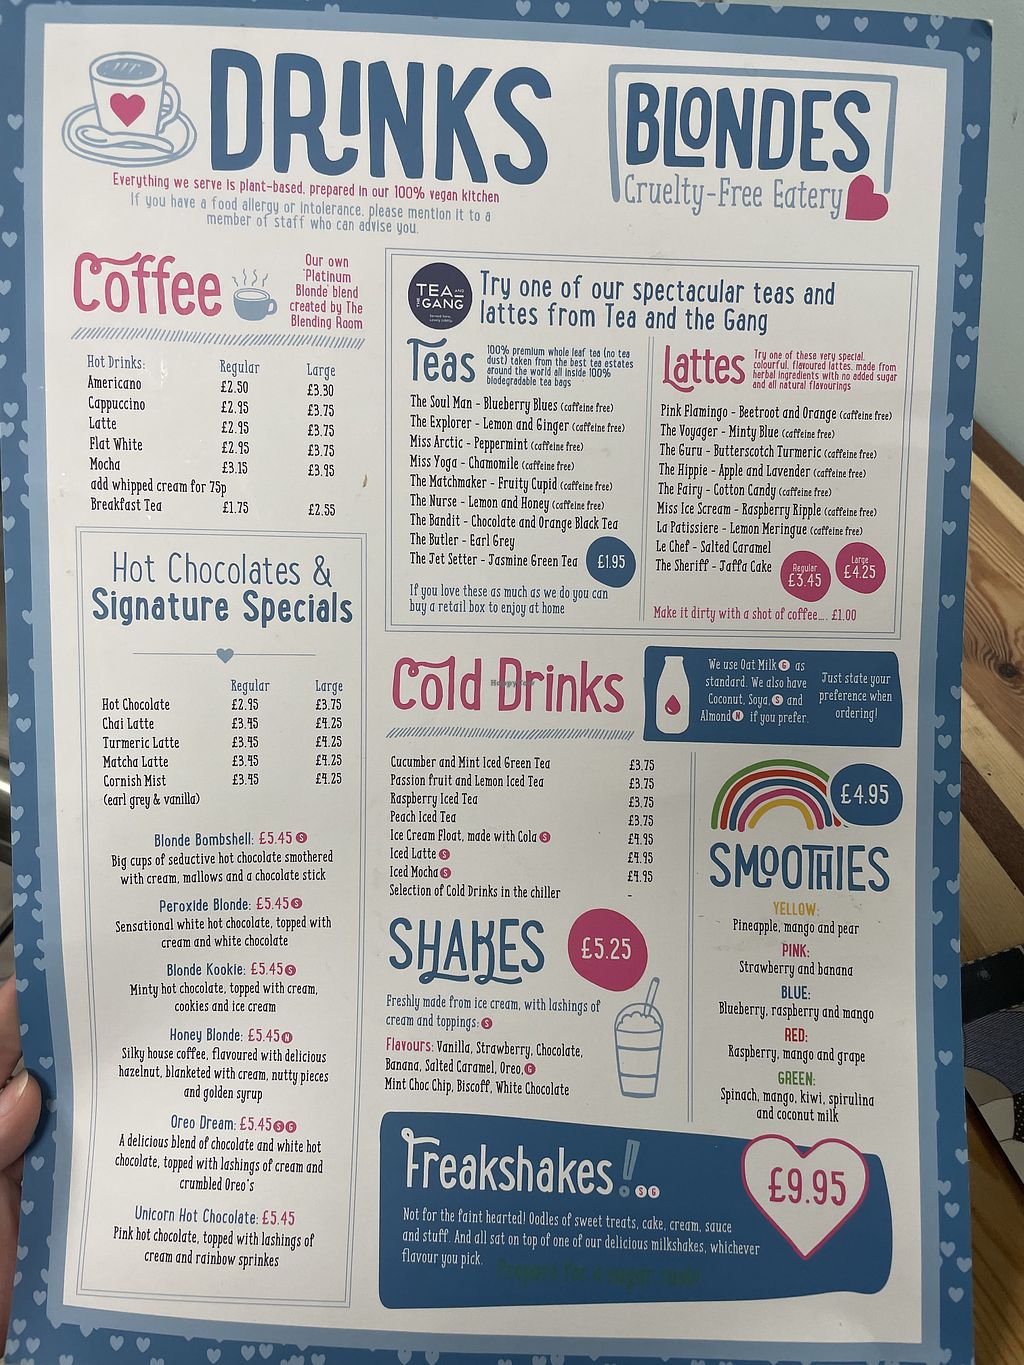 DRINKS
BLONDES
Cruelty-Free Eatery
Everything we serve is plant-based, prepared in our 100% vegan kitchen
If you have a food allergy or intolerance, please mention it to a
member of staff who can advise you.
Coffee
Our own
'Platinum
Blonde' blend
created by The
Blending Room
Hot Drinks: Regular Large
Americano £2.50 £3.30
Cappuccino £2.95 £3.75
Latte £2.95 £3.75
Flat White £2.95 £3.75
Mocha £3.15 £3.95
add whipped cream for 75p
Breakfast Tea £1.75 £2.55
Hot Chocolates &
Signature Specials
Regular Large
Hot Chocolate £2.95 £3.75
Chai Latte £3.45 £4.25
Turmeric Latte £3.45 £4.25
Matcha Latte £3.45 £4.25
Cornish Mist £3.45 £4.25
(earl grey & vanilla)
Blonde Bombshell: £5.45 S
Big cups of seductive hot chocolate smothered
with cream, mallows and a chocolate stick
Peroxide Blonde: £5.45 S
Sensational white hot chocolate, topped with
cream and white chocolate
Blonde Kookie: £5.45 S
Minty hot chocolate, topped with cream,
cookies and ice cream
Honey Blonde: £5.45 N
Silky house coffee, flavoured with delicious
hazelnut, blanketed with cream, nutty pieces
and golden syrup
Oreo Dream: £5.45 S G
A delicious blend of chocolate and white hot
chocolate, topped with lashings of cream and
crumbled Oreo's
Unicorn Hot Chocolate: £5.45
Pink hot chocolate, topped with lashings of
cream and rainbow sprinkes
TEA AND THE GANG
Try one of our spectacular teas and
lattes from Tea and the Gang
Teas
100% premium whole leaf tea (no tea
dust) taken from the best tea estates
around the world all inside 100%
biodegradable tea bags
The Soul Man - Blueberry Blues (caffeine free)
The Explorer - Lemon and Ginger (caffeine free)
Miss Arctic - Peppermint (caffeine free)
Miss Yoga - Chamomile (caffeine free)
The Matchmaker - Fruity Cupid (caffeine free)
The Nurse - Lemon and Honey (caffeine free)
The Bandit - Chocolate and Orange Black Tea
The Butler - Earl Grey
The Jet Setter - Jasmine Green Tea
£1.95
If you love these as much as we do you can
buy a retail box to enjoy at home
Lattes
Try one of these very special,
colourful, flavoured lattes, made from
herbal ingredients with no added sugar
and all natural flavourings
Pink Flamingo - Beetroot and Orange (caffeine free)
The Voyager - Minty Blue (caffeine free)
The Guru - Butterscotch Turmeric (caffeine free)
The Hippie - Apple and Lavender (caffeine free)
The Fairy - Cotton Candy (caffeine free)
Miss Ice Scream - Raspberry Ripple (caffeine free)
La Patissiere - Lemon Meringue (caffeine free)
Le Chef - Salted Caramel
The Sheriff - Jaffa Cake
Regular £3.45
Large £4.25
Make it dirty with a shot of coffee.... £1.00
Cold Drinks
HappyCow
We use Oat Milk G as
standard. We also have
Coconut, Soya, S and
Almond N if you prefer.
Just state your
preference when
ordering!
Cucumber and Mint Iced Green Tea £3.75
Passion fruit and Lemon Iced Tea £3.75
Raspberry Iced Tea £3.75
Peach Iced Tea £3.75
Ice Cream Float, made with Cola S £4.95
Iced Latte S £4.95
Iced Mocha S £4.95
Selection of Cold Drinks in the chiller -
SHAKES
£5.25
Freshly made from ice cream, with lashings of
cream and toppings: S
Flavours: Vanilla, Strawberry, Chocolate,
Banana, Salted Caramel, Oreo, G
Mint Choc Chip, Biscoff, White Chocolate
£4.95
SMOOTHIES
YELLOW:
Pineapple, mango and pear
PINK:
Strawberry and banana
BLUE:
Blueberry, raspberry and mango
RED:
Raspberry, mango and grape
GREEN:
Spinach, mango, kiwi, spirulina
and coconut milk
Freakshakes!... S G
£9.95
Not for the faint hearted! Oodles of sweet treats, cake, cream, sauce
and stuff. And all sat on top of one of our delicious milkshakes, whichever
flavour you pick.
Prepare for a sugar rush!